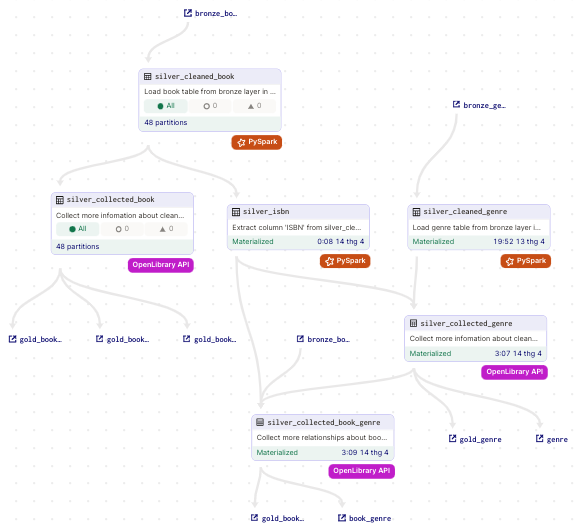 bronze_bo…
silver_cleaned_book
Load book table from bronze layer in …
All 0 0
48 partitions
PySpark
bronze_ge…
silver_collected_book
Collect more infomation about clean…
All 0 0
48 partitions
OpenLibrary API
silver_isbn
Extract column 'ISBN' from silver_cle…
Materialized 0:08 14 thg 4
PySpark
silver_cleaned_genre
Load genre table from bronze layer i…
Materialized 19:52 13 thg 4
PySpark
gold_book…
gold_book…
gold_book…
bronze_bo…
silver_collected_genre
Collect more infomation about clean…
Materialized 3:07 14 thg 4
OpenLibrary API
silver_collected_book_genre
Collect more relationships about boo…
Materialized 3:09 14 thg 4
OpenLibrary API
gold_genre
genre
gold_book…
book_genre